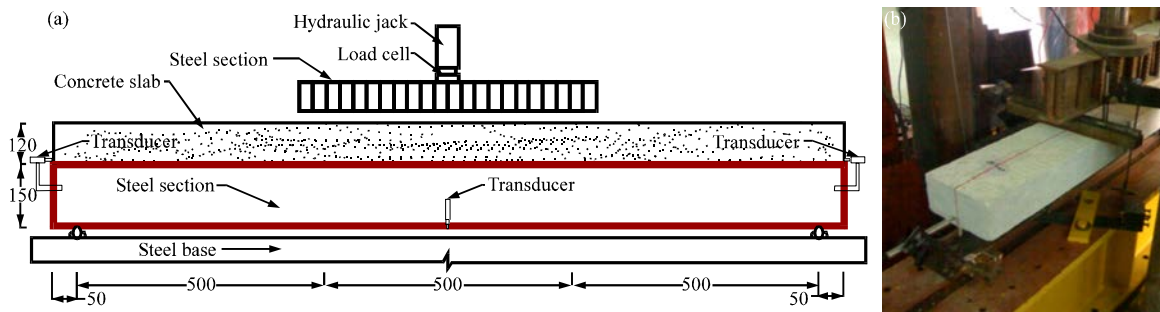 (a)
Hydraulic jack
Load cell
Steel section
Concrete slab
120
Transducer
Transducer
150
Steel section
Transducer
Steel base
500
500
500
50
50
(b)